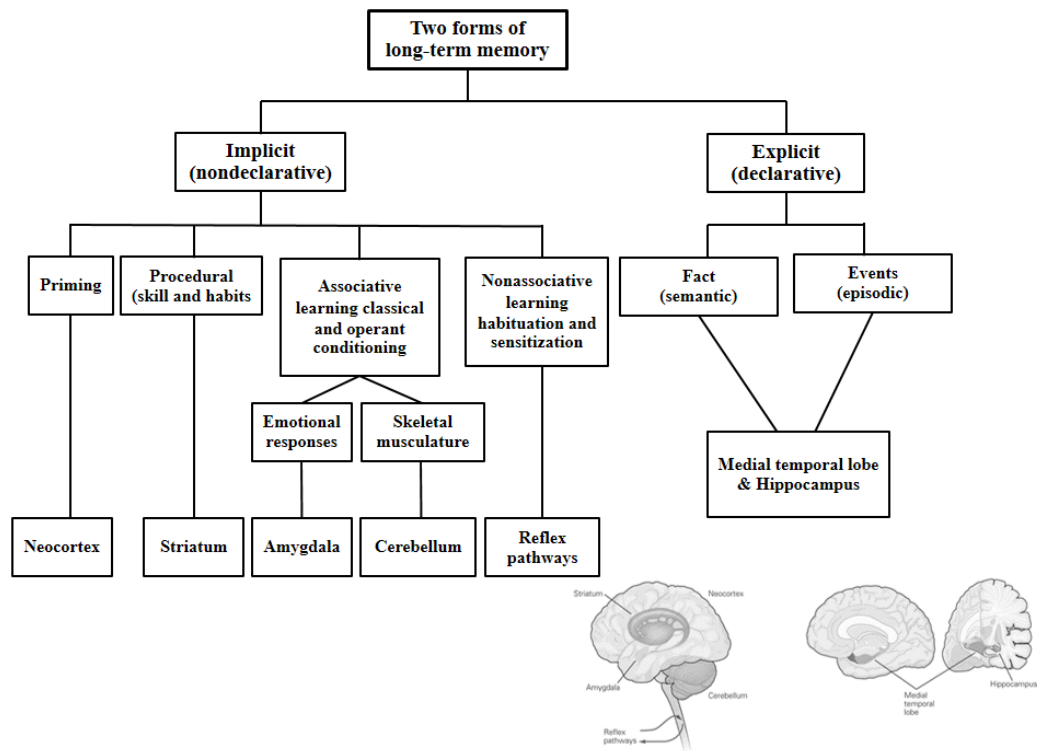 Two forms of
long-term memory
Implicit
(nondeclarative)
Explicit
(declarative)
Priming
Procedural
(skill and habits
Associative
learning classical
and operant
conditioning
Nonassociative
learning
habituation and
sensitization
Fact
(semantic)
Events
(episodic)
Emotional
responses
Skeletal
musculature
Medial temporal lobe
& Hippocampus
Neocortex
Striatum
Amygdala
Cerebellum
Reflex
pathways
Striatum
Neocortex
Amygdala
Cerebellum
Reflex
pathways
Medial
temporal
lobe
Hippocampus